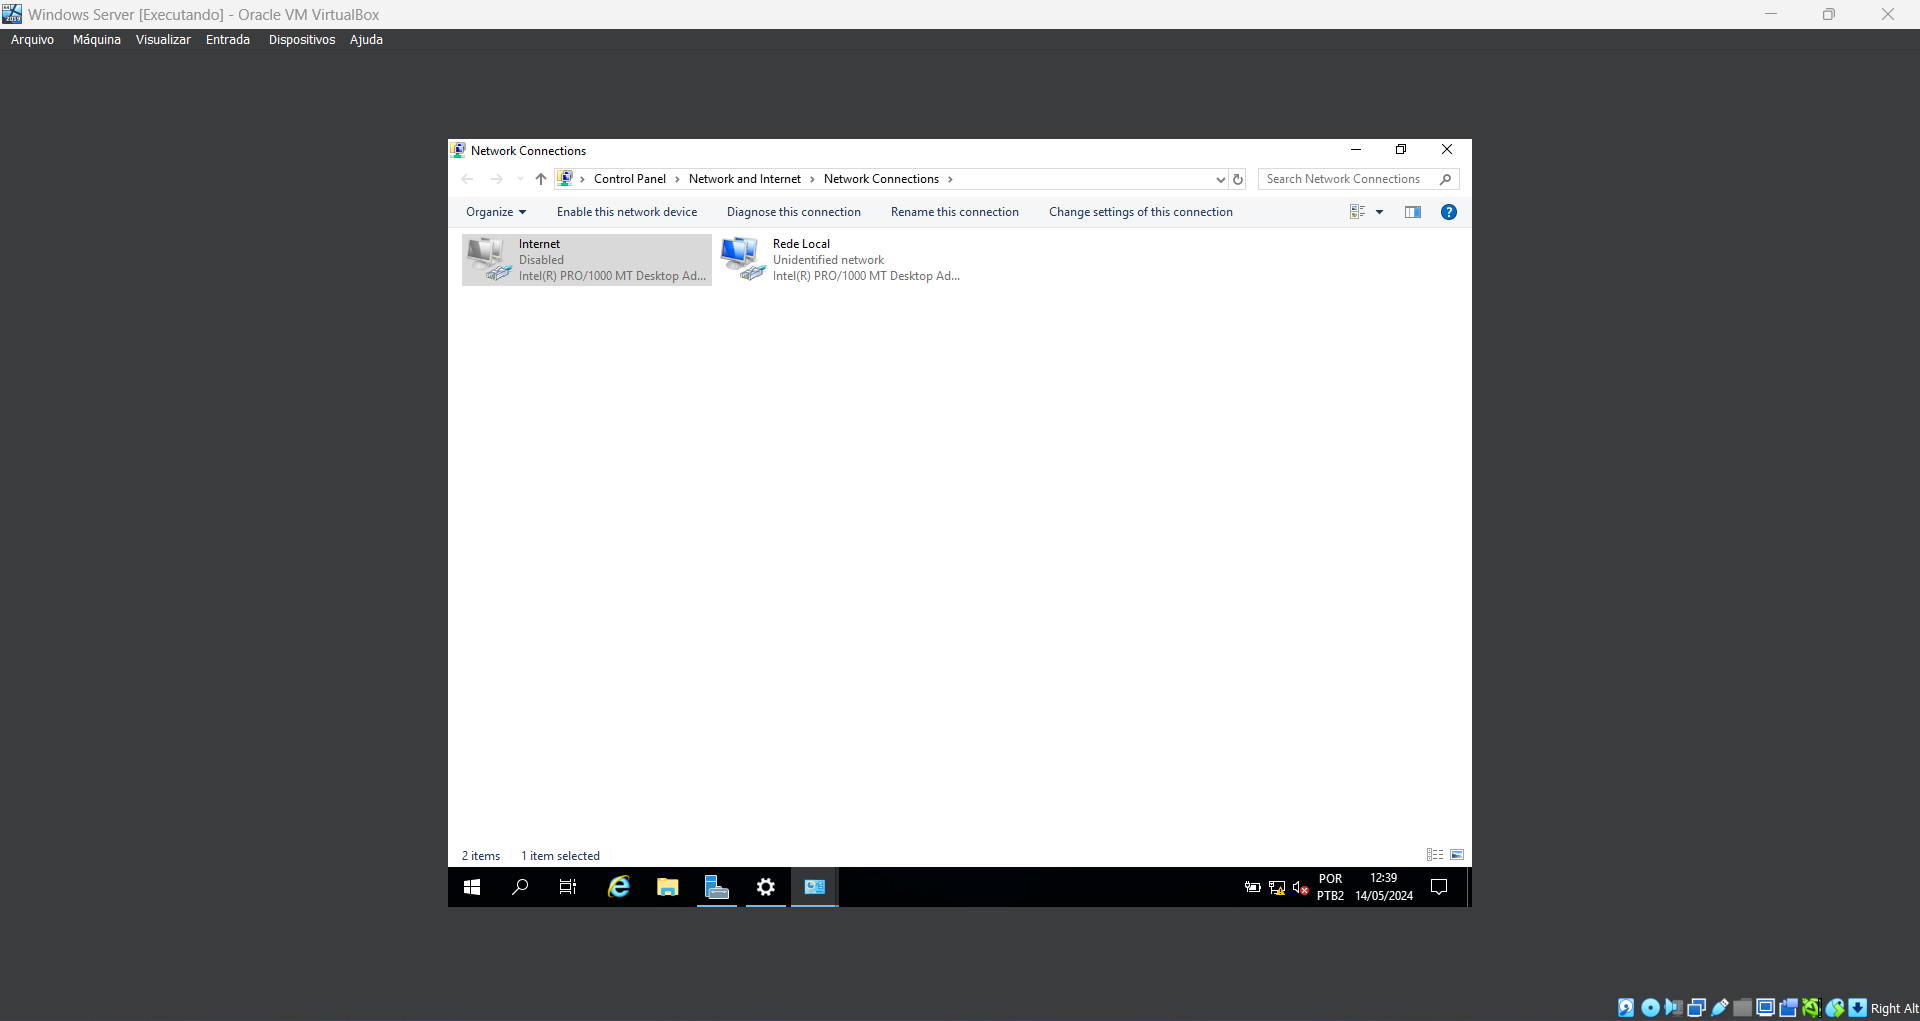 Windows Server [Executando] - Oracle VM VirtualBox
Arquivo Máquina Visualizar Entrada Dispositivos Ajuda
Network Connections
Control Panel > Network and Internet > Network Connections >
Search Network Connections
Organize Enable this network device Diagnose this connection Rename this connection Change settings of this connection
Internet
Disabled
Intel(R) PRO/1000 MT Desktop Ad...
Rede Local
Unidentified network
Intel(R) PRO/1000 MT Desktop Ad...
2 items 1 item selected
POR
PTB2
12:39
14/05/2024
Right Alt